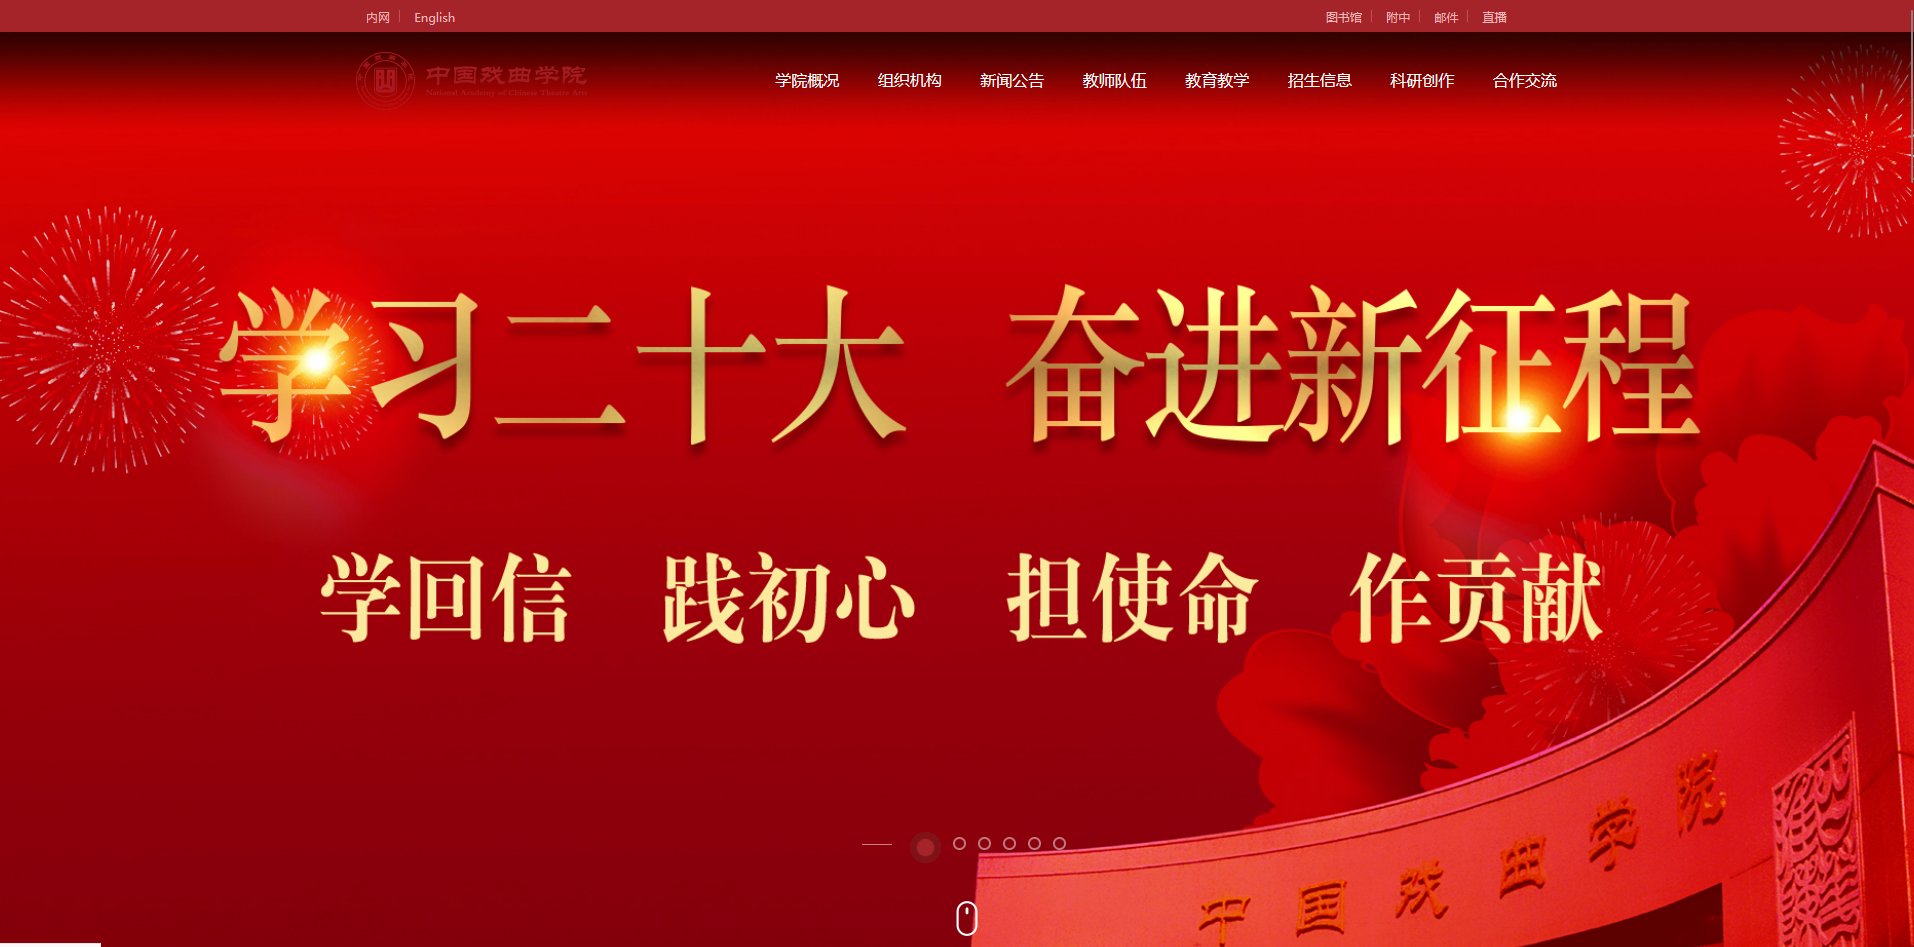 内网 English 图书馆 附中 邮件 直播
中国戏曲学院
National Academy of Chinese Theatre Arts
学院概况 组织机构 新闻公告 教师队伍 教育教学 招生信息 科研创作 合作交流
学习二十大 奋进新征程
学回信 践初心 担使命 作贡献
中国戏曲学院